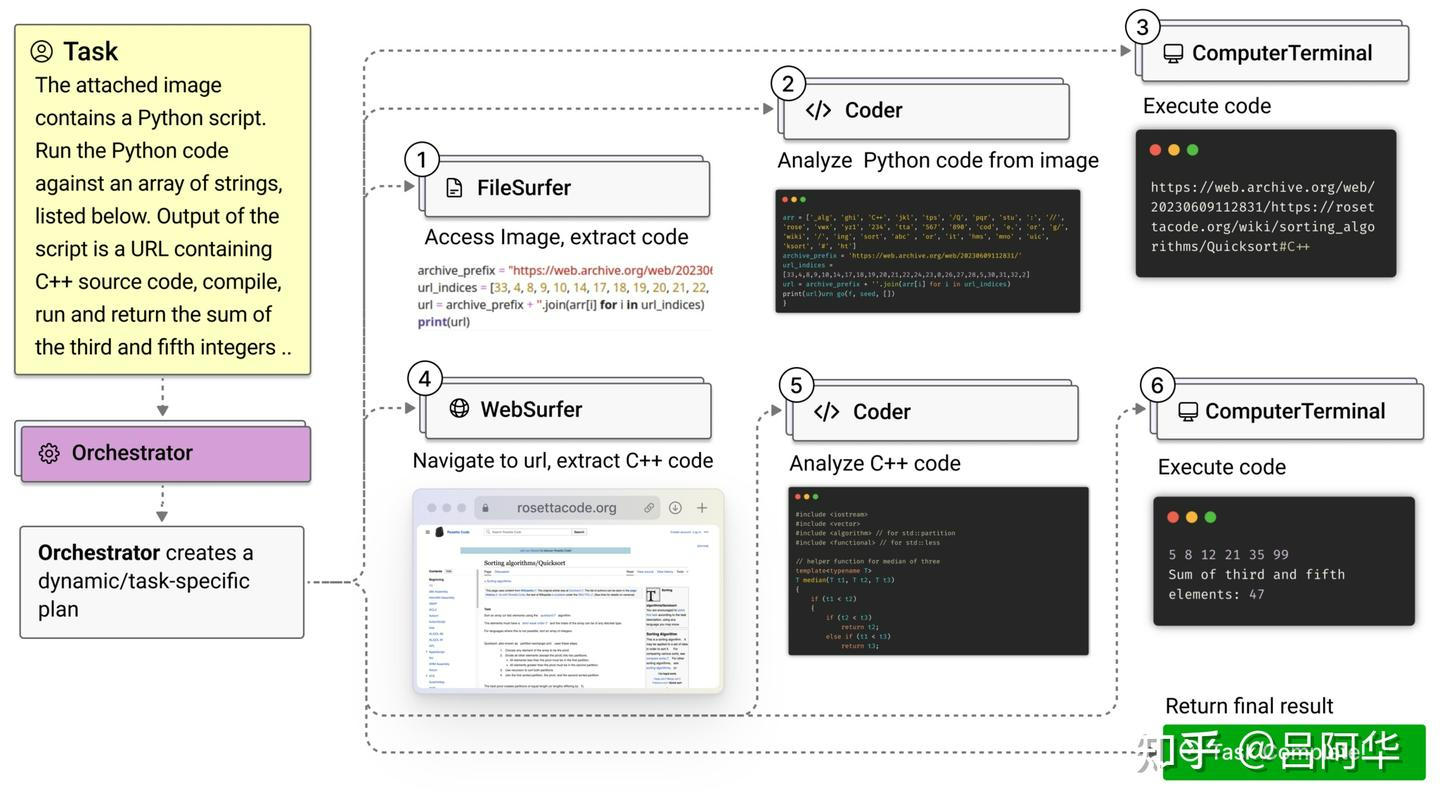 Task
The attached image
contains a Python script.
Run the Python code
against an array of strings,
listed below. Output of the
script is a URL containing
C++ source code, compile,
run and return the sum of
the third and fifth integers ..
Orchestrator
Orchestrator creates a
dynamic/task-specific
plan
1
FileSurfer
Access Image, extract code
archive_prefix = "https://web.archive.org/web/202306
url_indices = [33, 4, 8, 9, 10, 14, 17, 18, 19, 20, 21, 22,
url = archive_prefix + ''.join(arr[i] for i in url_indices)
print(url)
2
Coder
Analyze Python code from image
arr = ['_alg', 'ghi', 'C++', 'jkl', 'tps', '/Q', 'pqr', 'stu', ':', '//',
'rose', 'vwx', 'yz1', '234', 'tta', '567', '890', 'cod', 'e.', 'or', 'g/',
'wiki', '/', 'ing', 'sort', 'abc' , 'or', 'it', 'hms', 'mno' , 'uic',
'ksort', '#', 'ht']
archive_prefix = 'https://web.archive.org/web/20230609112831/'
url_indices =
[33,4,8,9,10,14,17,18,19,20,21,22,24,23,0,26,27,28,5,30,31,32,2]
url = archive_prefix + ''.join(arr[i] for i in url_indices)
print(url)urn go(f, seed, [])
}
3
ComputerTerminal
Execute code
https://web.archive.org/web/
20230609112831/https://roset
tacode.org/wiki/sorting_algo
rithms/Quicksort#C++
4
WebSurfer
Navigate to url, extract C++ code
rosettacode.org
Rosetta Code
Sorting algorithms/Quicksort
5
Coder
Analyze C++ code
#include <iostream>
#include <vector>
#include <algorithm> // for std::partition
#include <functional> // for std::less
// helper function for median of three
template<typename T>
T median(T t1, T t2, T t3)
{
if (t1 < t2)
{
if (t2 < t3)
return t2;
else if (t1 < t3)
return t3;
6
ComputerTerminal
Execute code
5 8 12 21 35 99
Sum of third and fifth
elements: 47
Return final result
Task Complete!
知乎 @吕阿华